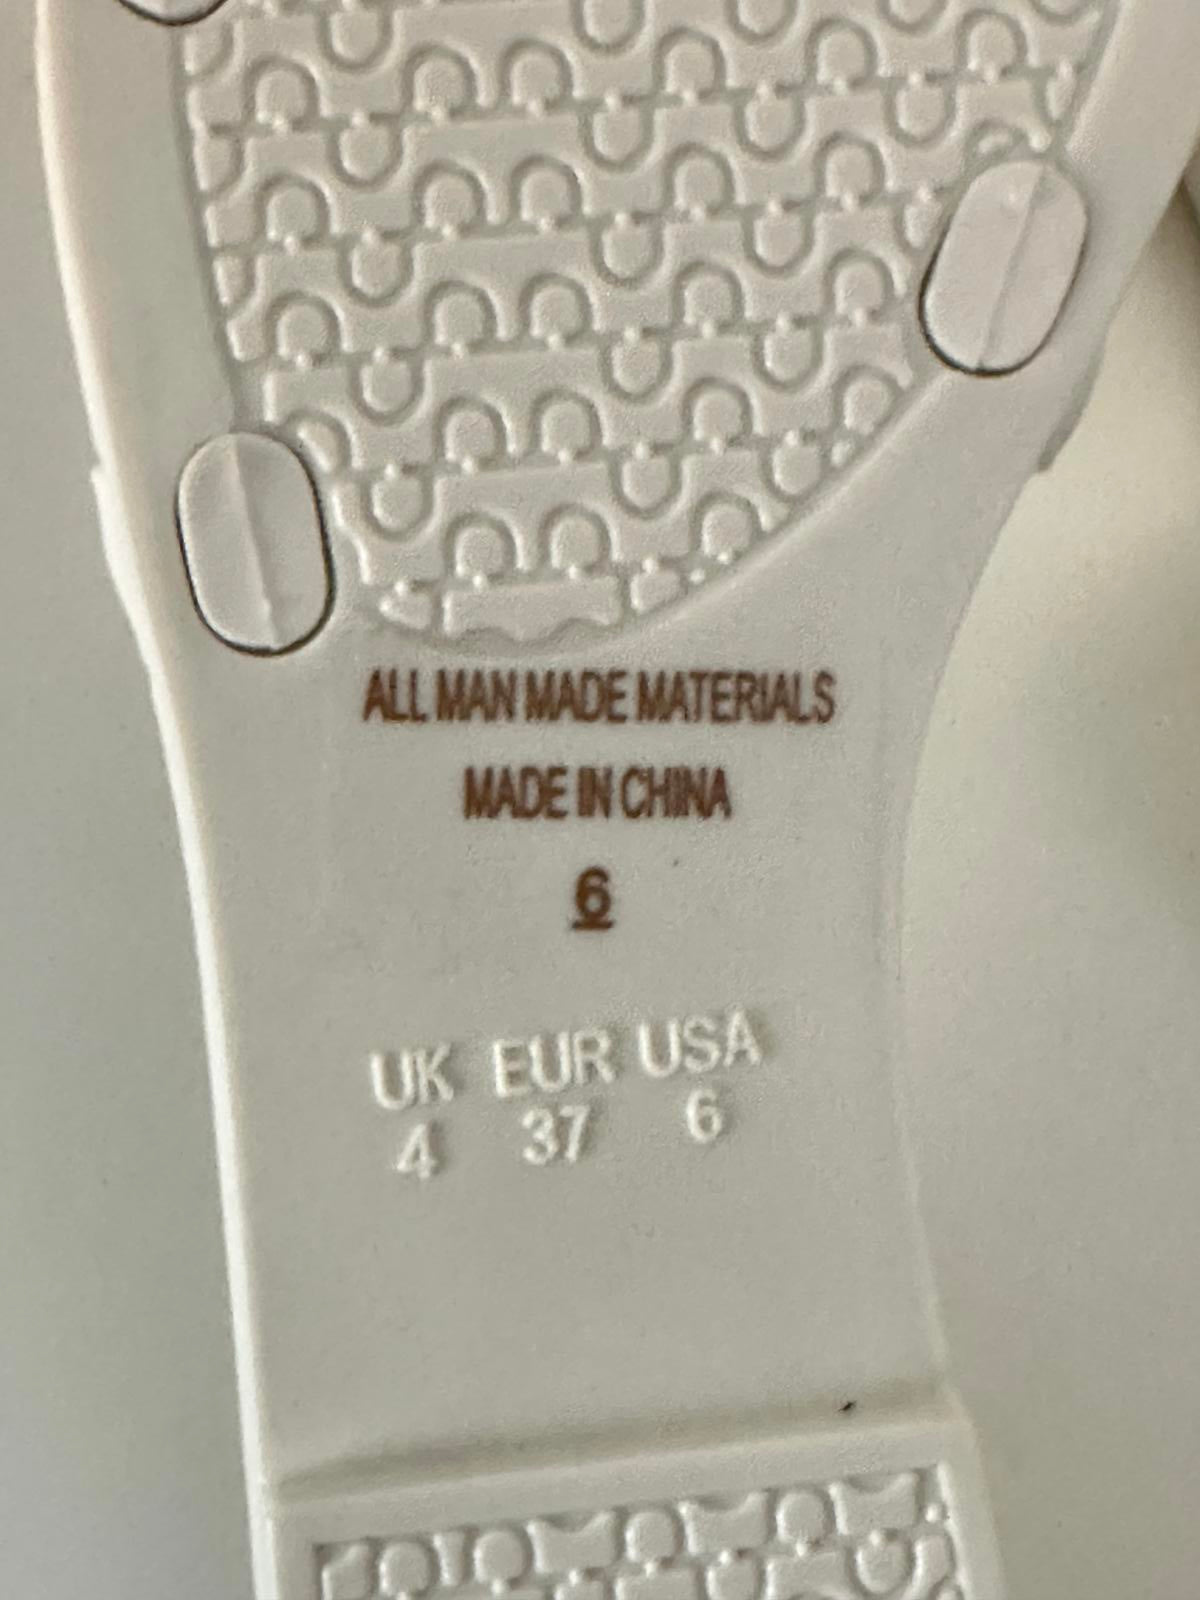 ALL MAN MADE MATERIALS
MADE IN CHINA
6
UK EUR USA
4 37 6